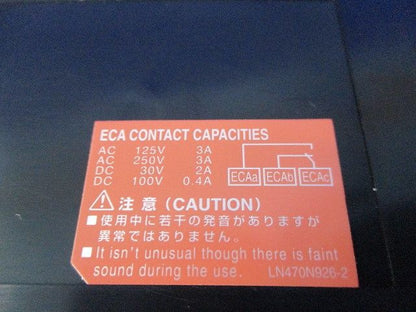 ECA CONTACT CAPACITIES
AC 125V 3A
AC 250V 3A
DC 30V 2A
DC 100V 0.4A
ECAa ECAb ECAc
⚠ 注意 (CAUTION)
■ 使用中に若干の発音がありますが
異常ではありません。
■ It isn't unusual though there is faint
sound during the use. LN470N926-2